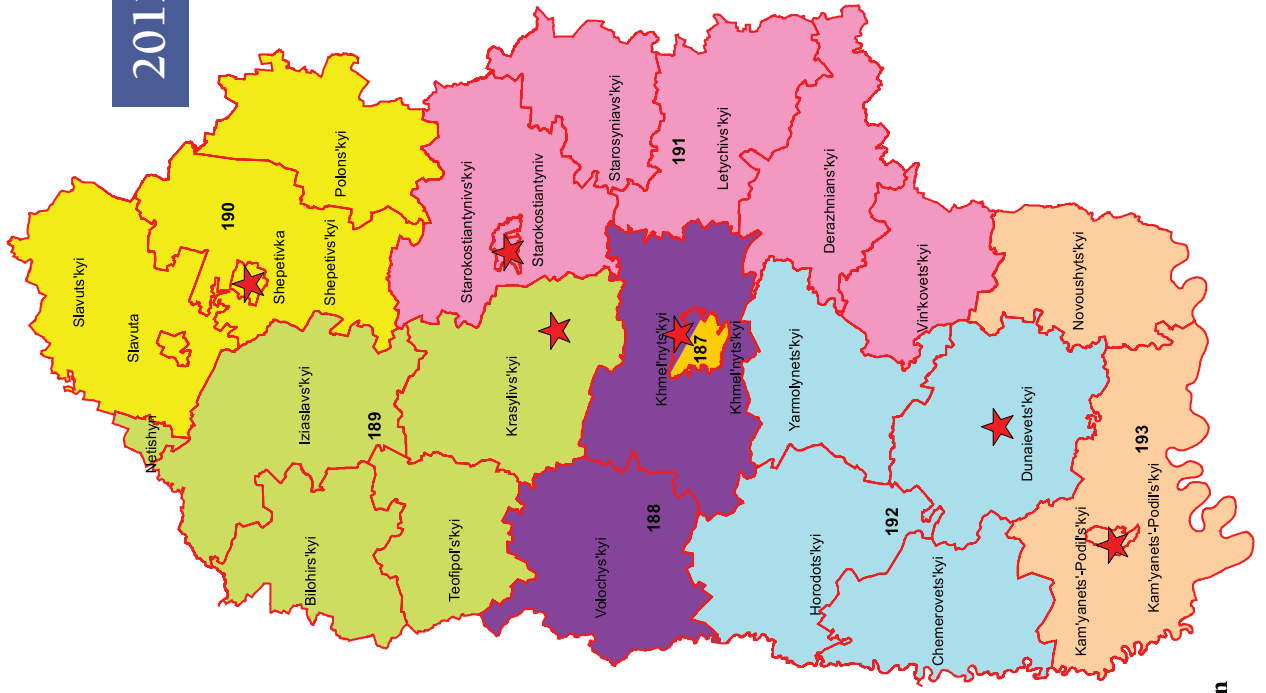 201
Slavuts'kyi
Slavuta
190
Shepetivka
Shepetivs'kyi
Polons'kyi
Netishyn
Iziaslavs'kyi
189
Bilohirs'kyi
Teofipol's'kyi
Krasylivs'kyi
Starokostiantynivs'kyi
Starokostiantyniv
Starosyniavs'kyi
191
Letychivs'kyi
Derazhnians'kyi
Vin'kovets'kyi
Volochys'kyi
188
Khmel'nyts'kyi
187
Khmel'nyts'kyi
Yarmolynets'kyi
Horodots'kyi
192
Chemerovets'kyi
Dunaievets'kyi
Novoushyts'kyi
193
Kam'yanets'-Podil's'kyi
Kam'yanets'-Podil's'kyi
n